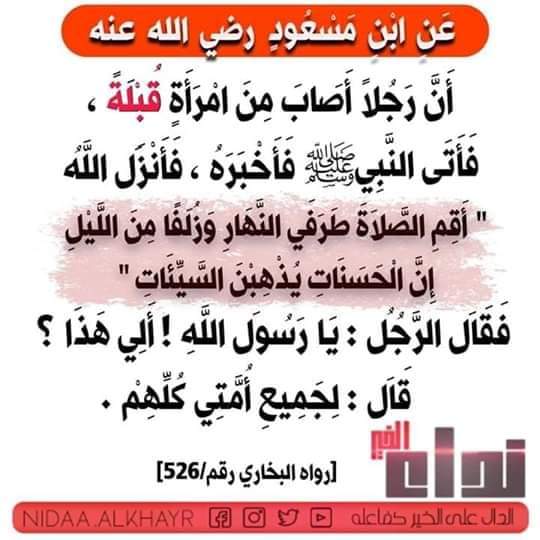 عَنِ ابْنِ مَسْعُودٍ رضي الله عنه
أَنَّ رَجُلاً أَصَابَ مِنَ امْرَأَةٍ قُبْلَةً ،
فَأَتَى النَّبِيَ ﷺ فَأَخْبَرَهُ ، فَأَنْزَلَ اللَّهُ
" أَقِمِ الصَّلاَةَ طَرَفَيِ النَّهَارِ وَزُلَفًا مِنَ اللَّيْلِ
إِنَّ الْحَسَنَاتِ يُذْهِبْنَ السَّيِّئَاتِ "
فَقَالَ الرَّجُلُ : يَا رَسُولَ اللَّهِ ! أَلِي هَذَا ؟
قَالَ : لِجَمِيعِ أُمَّتِي كُلِّهِمْ .
نداء الخير
[رواه البخاري رقم/526]
NIDAA.ALKHAYR الدال على الخير كفاعله